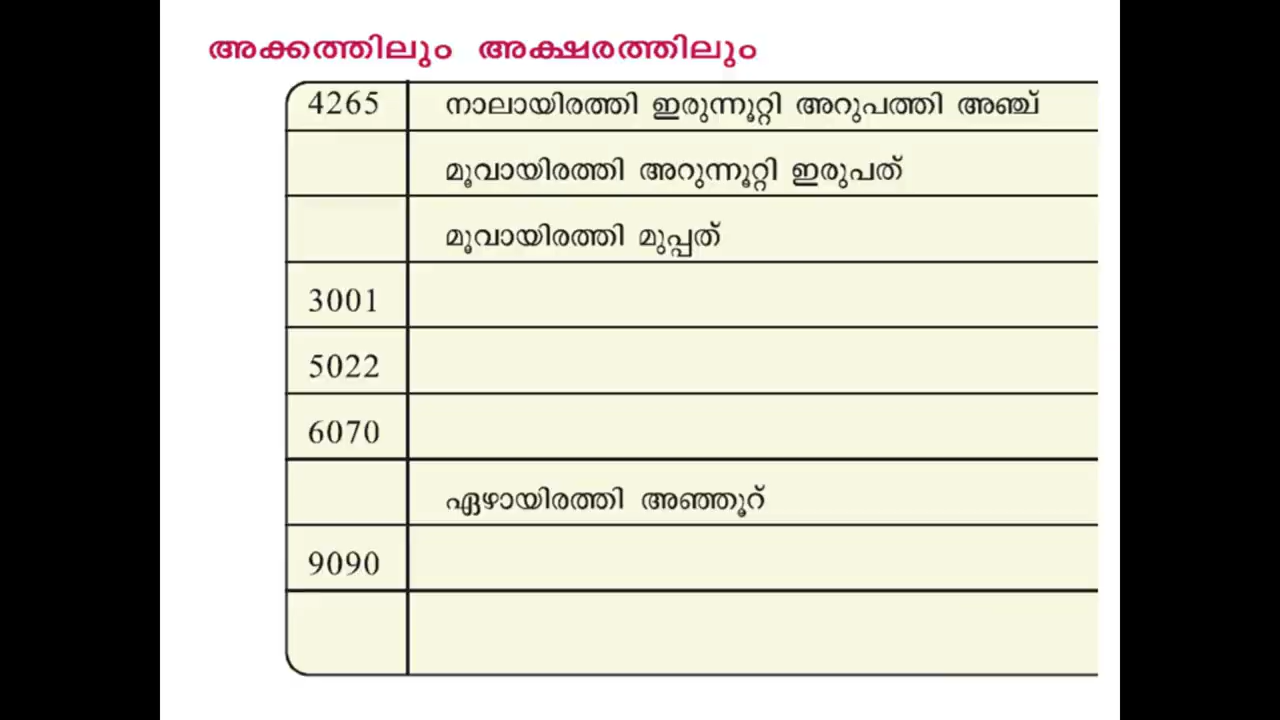 അക്കത്തിലും അക്ഷരത്തിലും
4265 നാലായിരത്തി ഇരുന്നൂറ്റി അറുപത്തി അഞ്ച്
മൂവായിരത്തി അറുന്നൂറ്റി ഇരുപത്
മൂവായിരത്തി മുപ്പത്
3001
5022
6070
ഏഴായിരത്തി അഞ്ഞൂറ്
9090